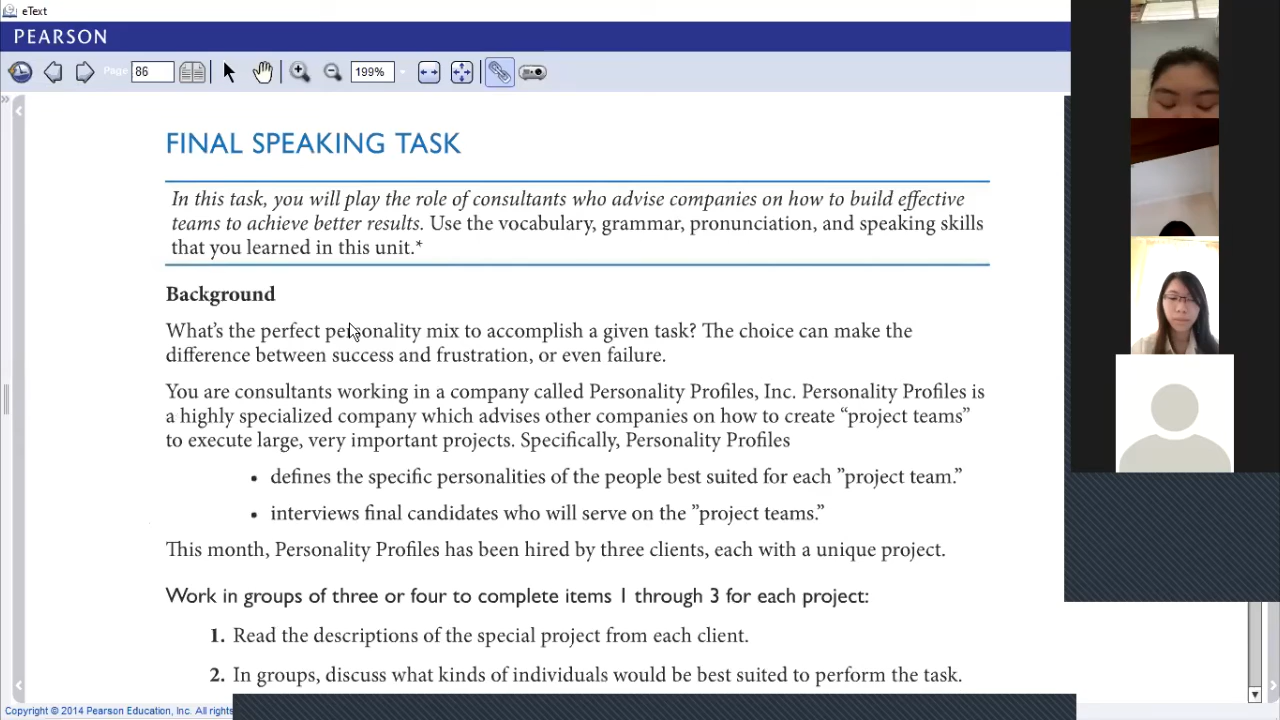 eText
PEARSON
Page 86
199%
FINAL SPEAKING TASK
In this task, you will play the role of consultants who advise companies on how to build effective
teams to achieve better results. Use the vocabulary, grammar, pronunciation, and speaking skills
that you learned in this unit.*
Background
What's the perfect personality mix to accomplish a given task? The choice can make the
difference between success and frustration, or even failure.
You are consultants working in a company called Personality Profiles, Inc. Personality Profiles is
a highly specialized company which advises other companies on how to create “project teams”
to execute large, very important projects. Specifically, Personality Profiles
• defines the specific personalities of the people best suited for each ”project team.”
• interviews final candidates who will serve on the ”project teams.”
This month, Personality Profiles has been hired by three clients, each with a unique project.
Work in groups of three or four to complete items 1 through 3 for each project:
1. Read the descriptions of the special project from each client.
2. In groups, discuss what kinds of individuals would be best suited to perform the task.
Copyright © 2014 Pearson Education, Inc. All rights